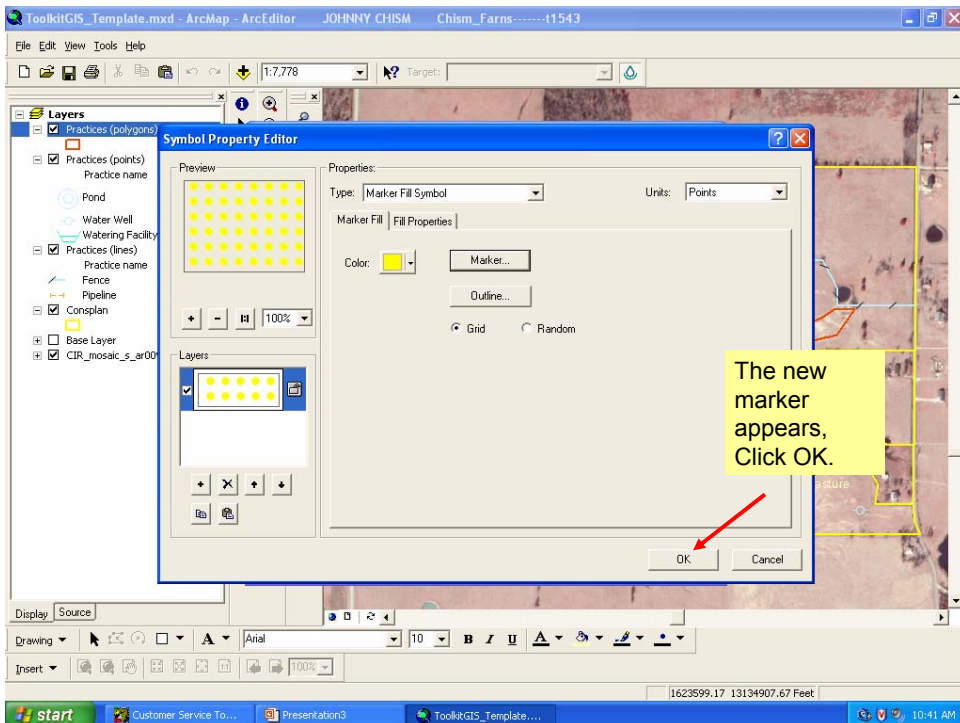 ToolkitGIS_Template.mxd - ArcMap - ArcEditor JOHNNY CHISM Chism_Farns-------t1543
File Edit View Tools Help
1:7,778 Target:
Layers
Practices (polygons)
Practices (points)
Practice name
Pond
Water Well
Watering Facility
Practices (lines)
Practice name
Fence
Pipeline
Consplan
Base Layer
CIR_mosaic_s_ar00
Symbol Property Editor
Preview
100%
Layers
Properties:
Type: Marker Fill Symbol Units: Points
Marker Fill Fill Properties
Color: Marker...
Outline...
Grid Random
The new
marker
appears,
Click OK.
asture
OK Cancel
Display Source
Drawing A Arial 10 B I U A
Insert 100%
1623599.17 13134907.67 Feet
start Customer Service To... Presentation3 ToolkitGIS_Template.... 10:41 AM